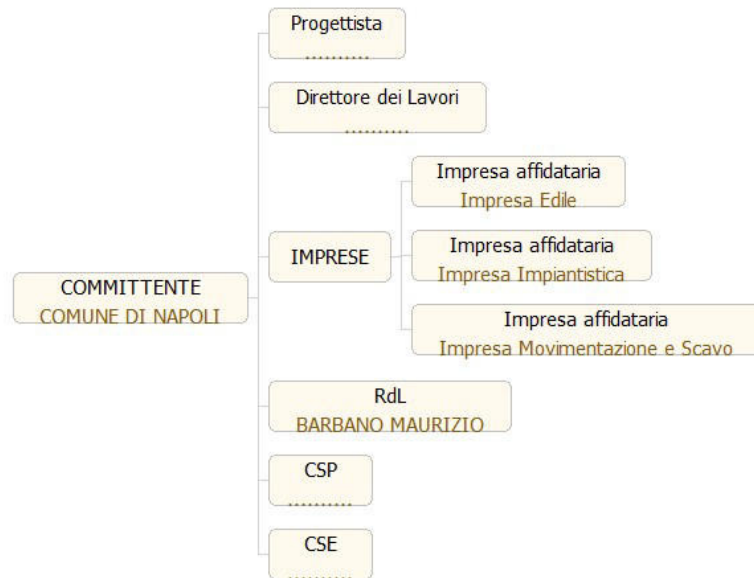 Progettista
..........
Direttore dei Lavori
..........
Impresa affidataria
Impresa Edile
IMPRESE
Impresa affidataria
Impresa Impiantistica
COMMITTENTE
COMUNE DI NAPOLI
Impresa affidataria
Impresa Movimentazione e Scavo
RdL
BARBANO MAURIZIO
CSP
..........
CSE
..........